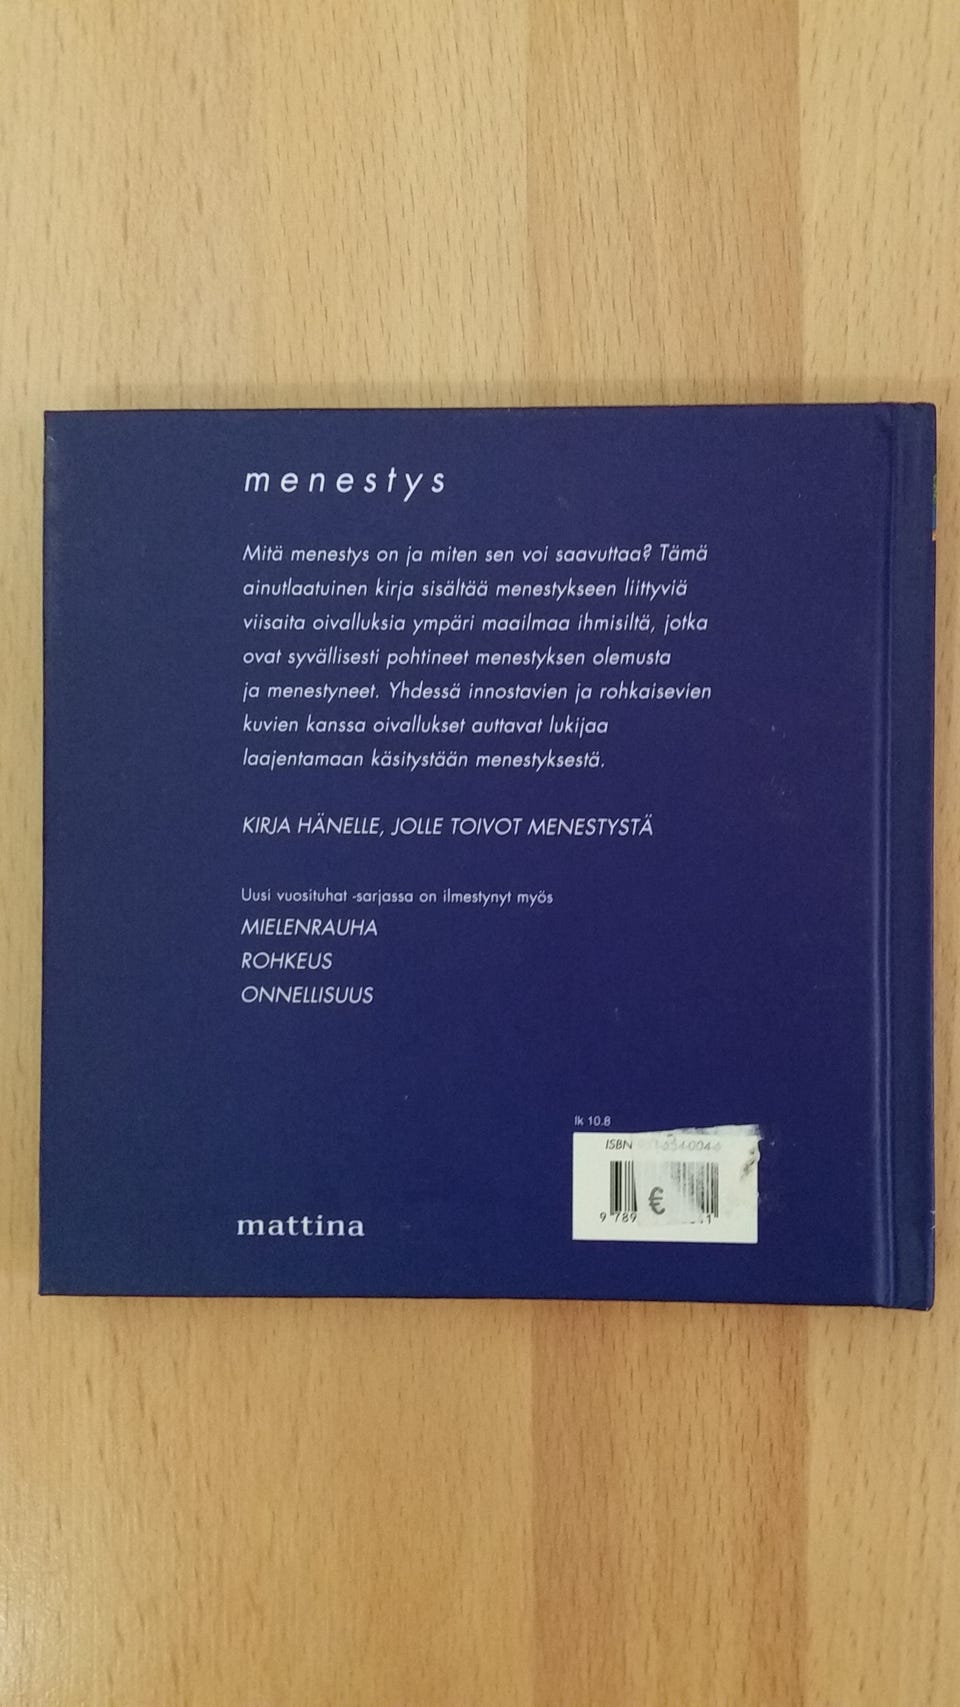 menestys
Mitä menestys on ja miten sen voi saavuttaa? Tämä
ainutlaatuinen kirja sisältää menestykseen liittyviä
viisaita oivalluksia ympäri maailmaa ihmisiltä, jotka
ovat syvällisesti pohtineet menestyksen olemusta
ja menestyneet. Yhdessä innostavien ja rohkaisevien
kuvien kanssa oivallukset auttavat lukijaa
laajentamaan käsitystään menestyksestä.
KIRJA HÄNELLE, JOLLE TOIVOT MENESTYSTÄ
Uusi vuosituhat -sarjassa on ilmestynyt myös
MIELENRAUHA
ROHKEUS
ONNELLISUUS
lk 10.8
ISBN
€
9 789
mattina